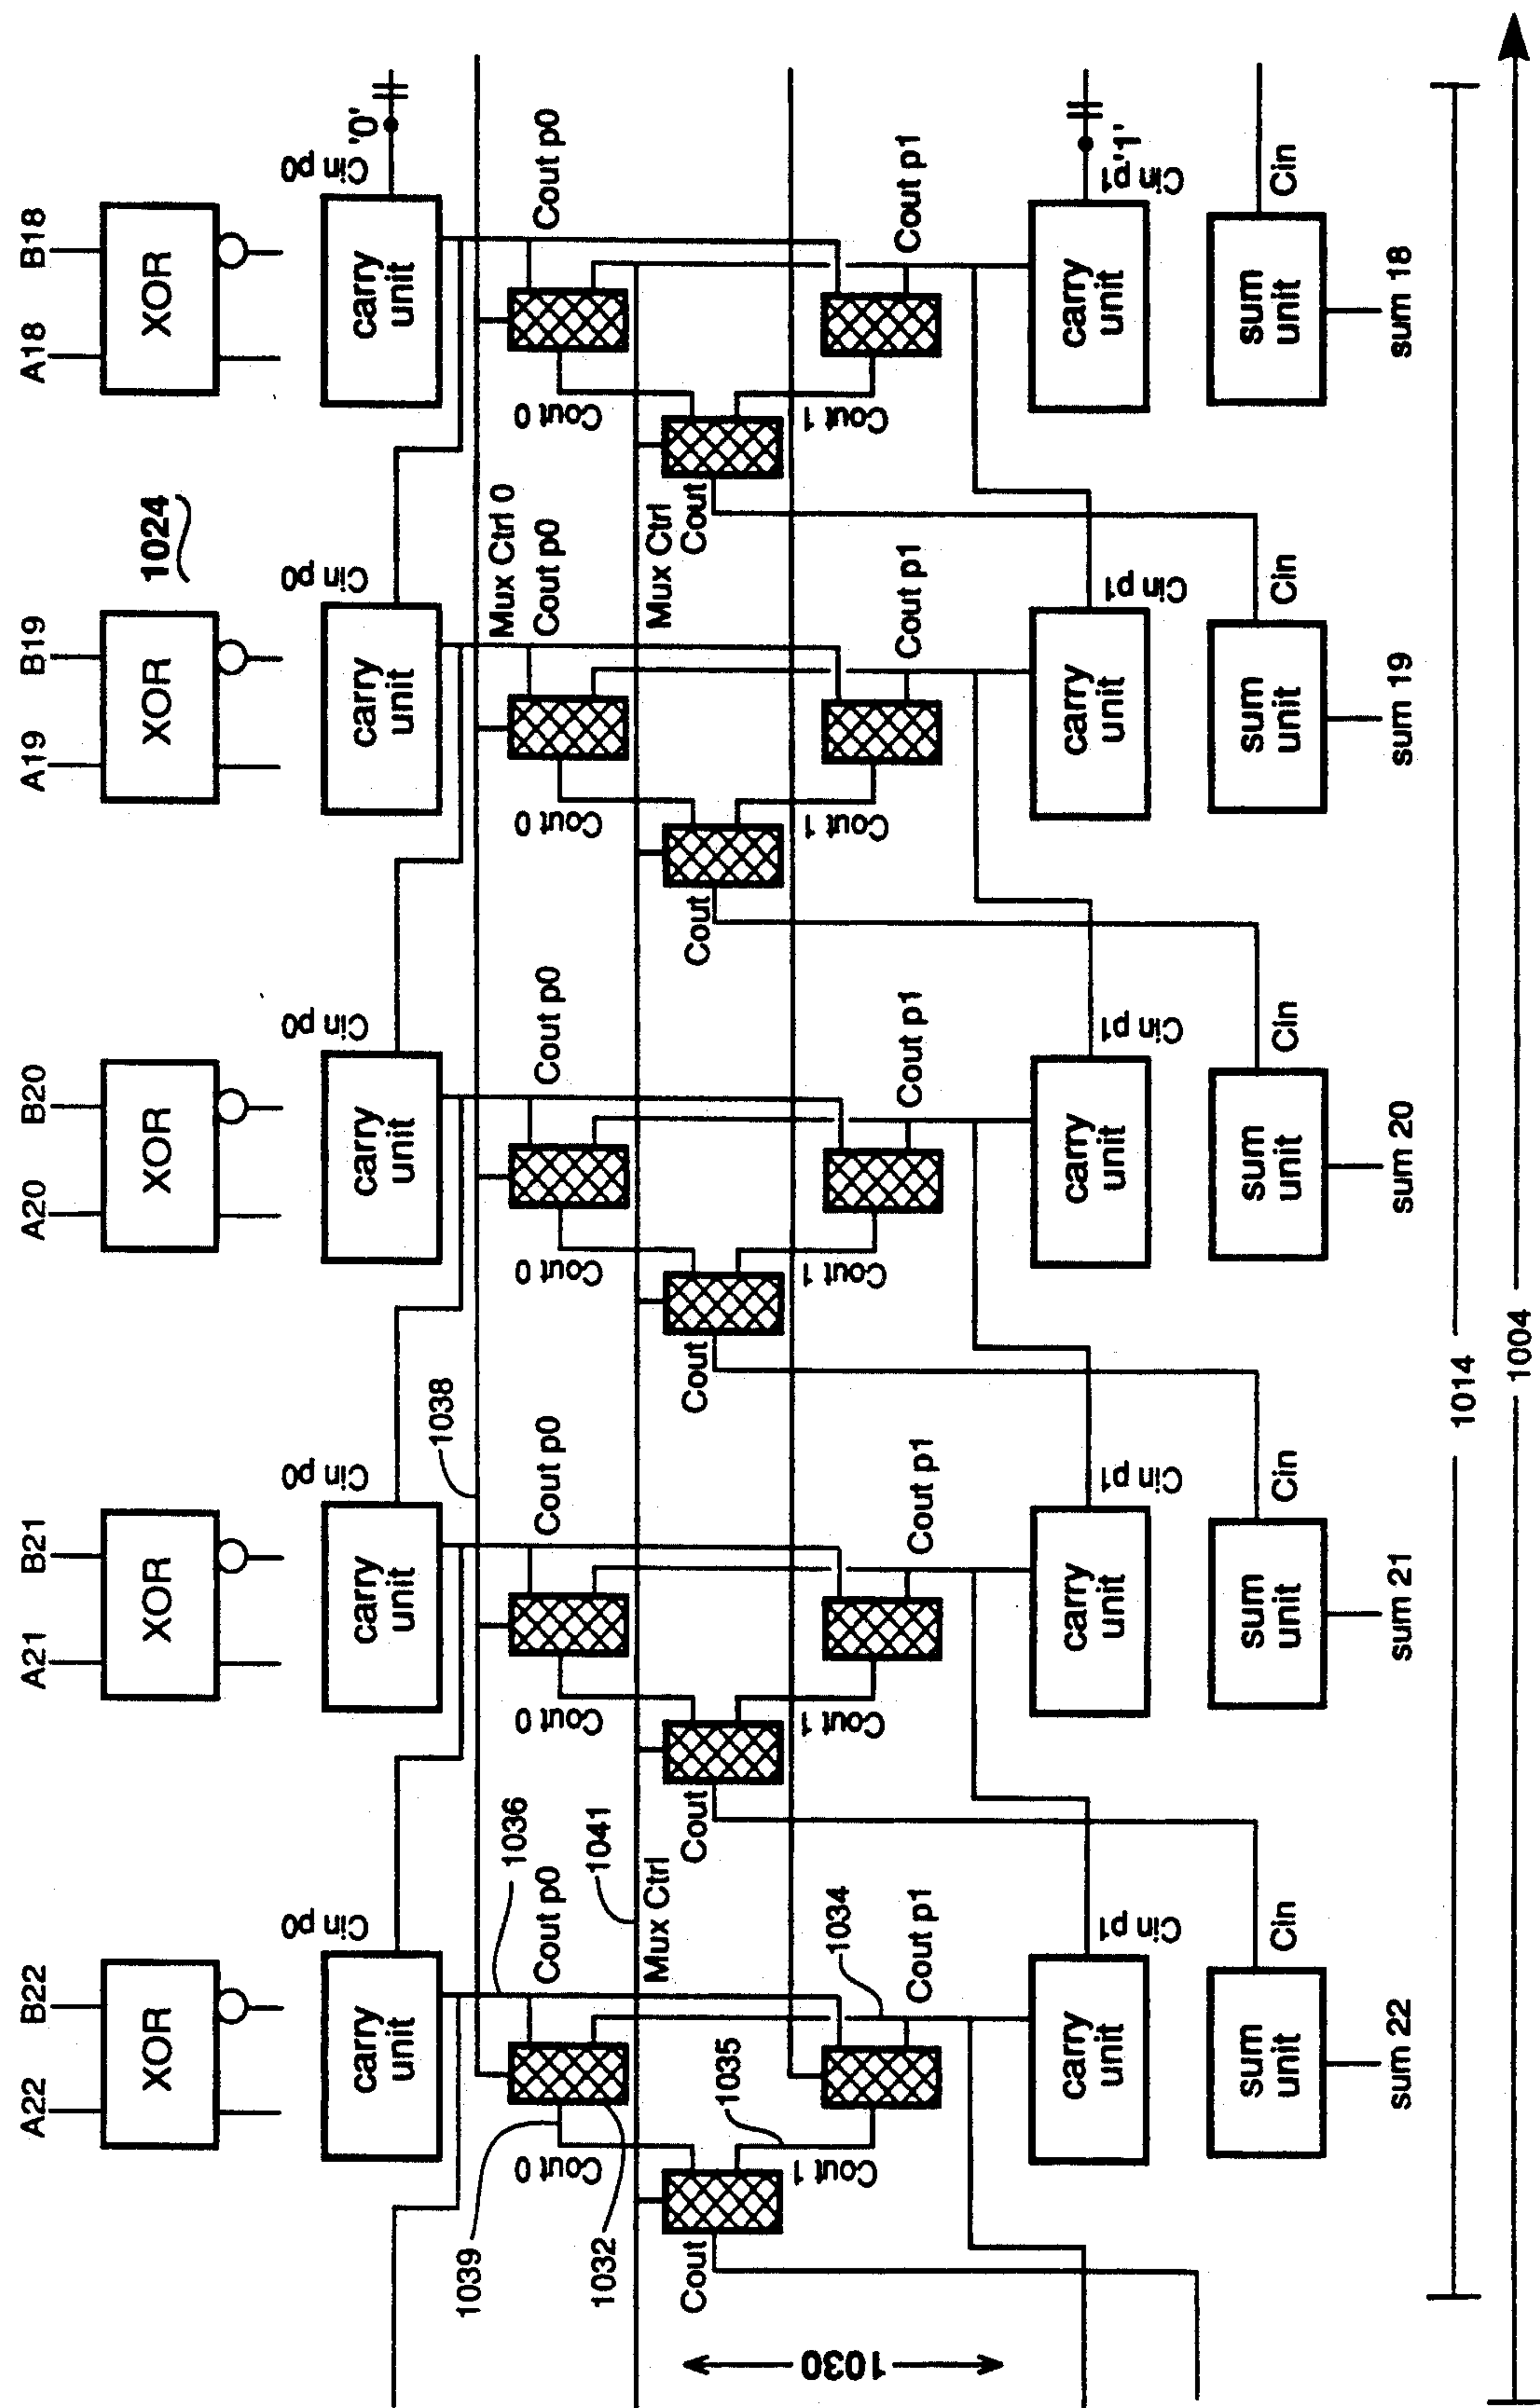 A22 B22 A21 B21 A20 B20 A19 B19 A18 B18
XOR XOR XOR XOR XOR
1024
Cin p0 Cin p0 Cin p0 Cin p0 Cin p0 '0'
carry unit carry unit carry unit carry unit carry unit
1038
Mux Ctrl 0
1036
Cout p0 Cout p0 Cout p0 Cout p0 Cout p0
1039
Cout 0 Cout 0 Cout 0 Cout 0 Cout 0
1032
1041
Mux Ctrl Mux Ctrl
Cout Cout Cout Cout Cout
1035
1034
Cout 1 Cout 1 Cout 1 Cout 1 Cout 1
Cout p1 Cout p1 Cout p1 Cout p1 Cout p1
1030
Cin p1 Cin p1 Cin p1 Cin p1 Cin p1 '1'
carry unit carry unit carry unit carry unit carry unit
Cin Cin Cin Cin Cin
sum unit sum unit sum unit sum unit sum unit
sum 22 sum 21 sum 20 sum 19 sum 18
1014
1004